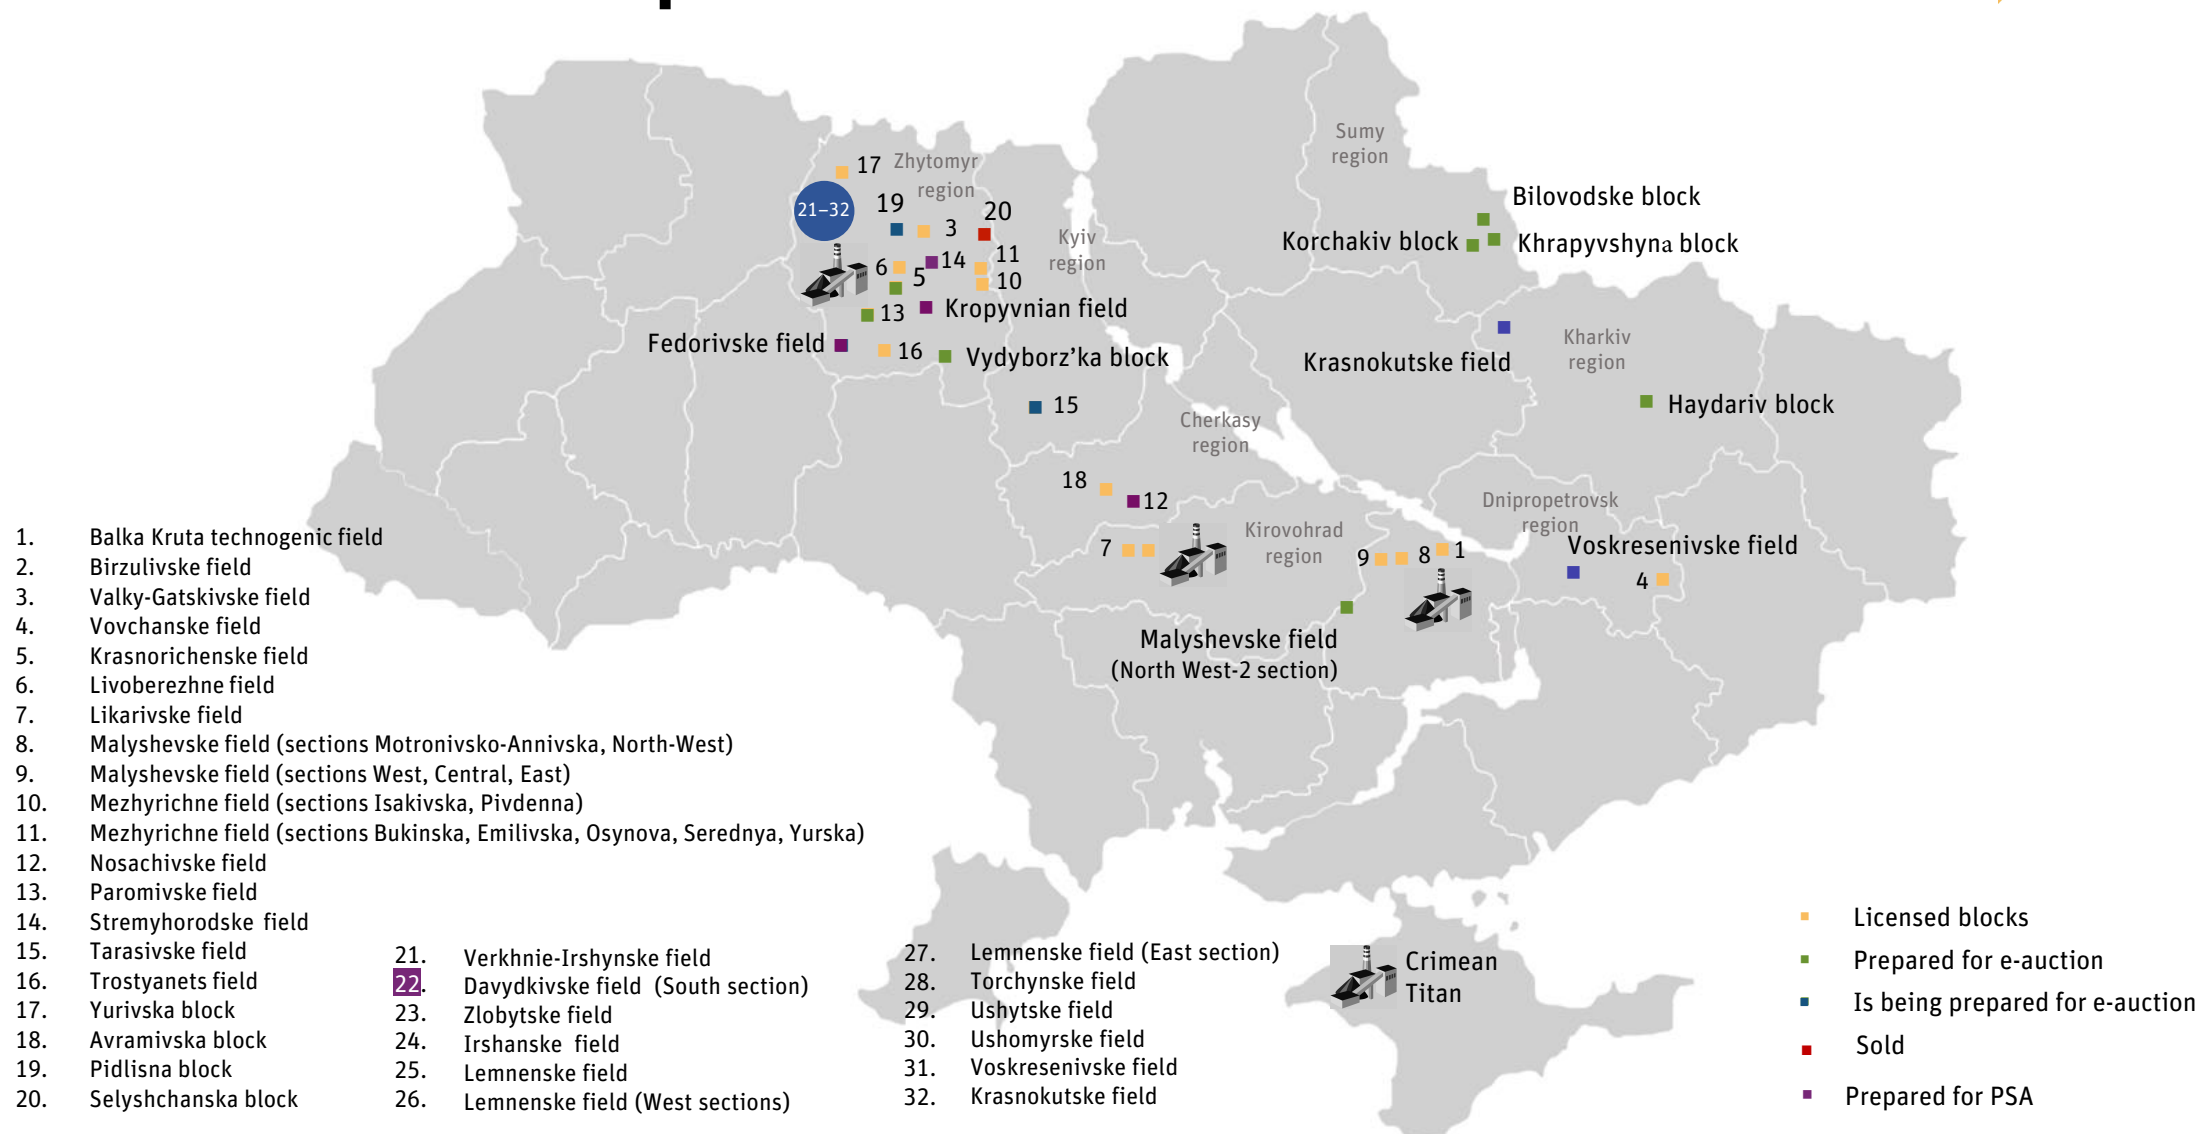 Sumy
region
17 Zhytomyr
region
21–32
19
20
3
Bilovodske block
Korchakiv block
Khrapyvshyna block
Kyiv
region
6
14
11
5
10
13
Kropyvnian field
Fedorivske field
16
Vydyborz’ka block
Krasnokutske field
Kharkiv
region
15
Haydariv block
Cherkasy
region
18
12
Dnipropetrovsk
region
Kirovohrad
region
7
9
8
1
Voskresenivske field
4
Malyshevske field
(North West-2 section)
1. Balka Kruta technogenic field
2. Birzulivske field
3. Valky-Gatskivske field
4. Vovchanske field
5. Krasnorichenske field
6. Livoberezhne field
7. Likarivske field
8. Malyshevske field (sections Motronivsko-Annivska, North-West)
9. Malyshevske field (sections West, Central, East)
10. Mezhyrichne field (sections Isakivska, Pivdenna)
11. Mezhyrichne field (sections Bukinska, Emilivska, Osynova, Serednya, Yurska)
12. Nosachivske field
13. Paromivske field
14. Stremyhorodske field
15. Tarasivske field
16. Trostyanets field
17. Yurivska block
18. Avramivska block
19. Pidlisna block
20. Selyshchanska block
21. Verkhnie-Irshynske field
22. Davydkivske field (South section)
23. Zlobytske field
24. Irshanske field
25. Lemnenske field
26. Lemnenske field (West sections)
27. Lemnenske field (East section)
28. Torchynske field
29. Ushytske field
30. Ushomyrske field
31. Voskresenivske field
32. Krasnokutske field
Crimean
Titan
Licensed blocks
Prepared for e-auction
Is being prepared for e-auction
Sold
Prepared for PSA